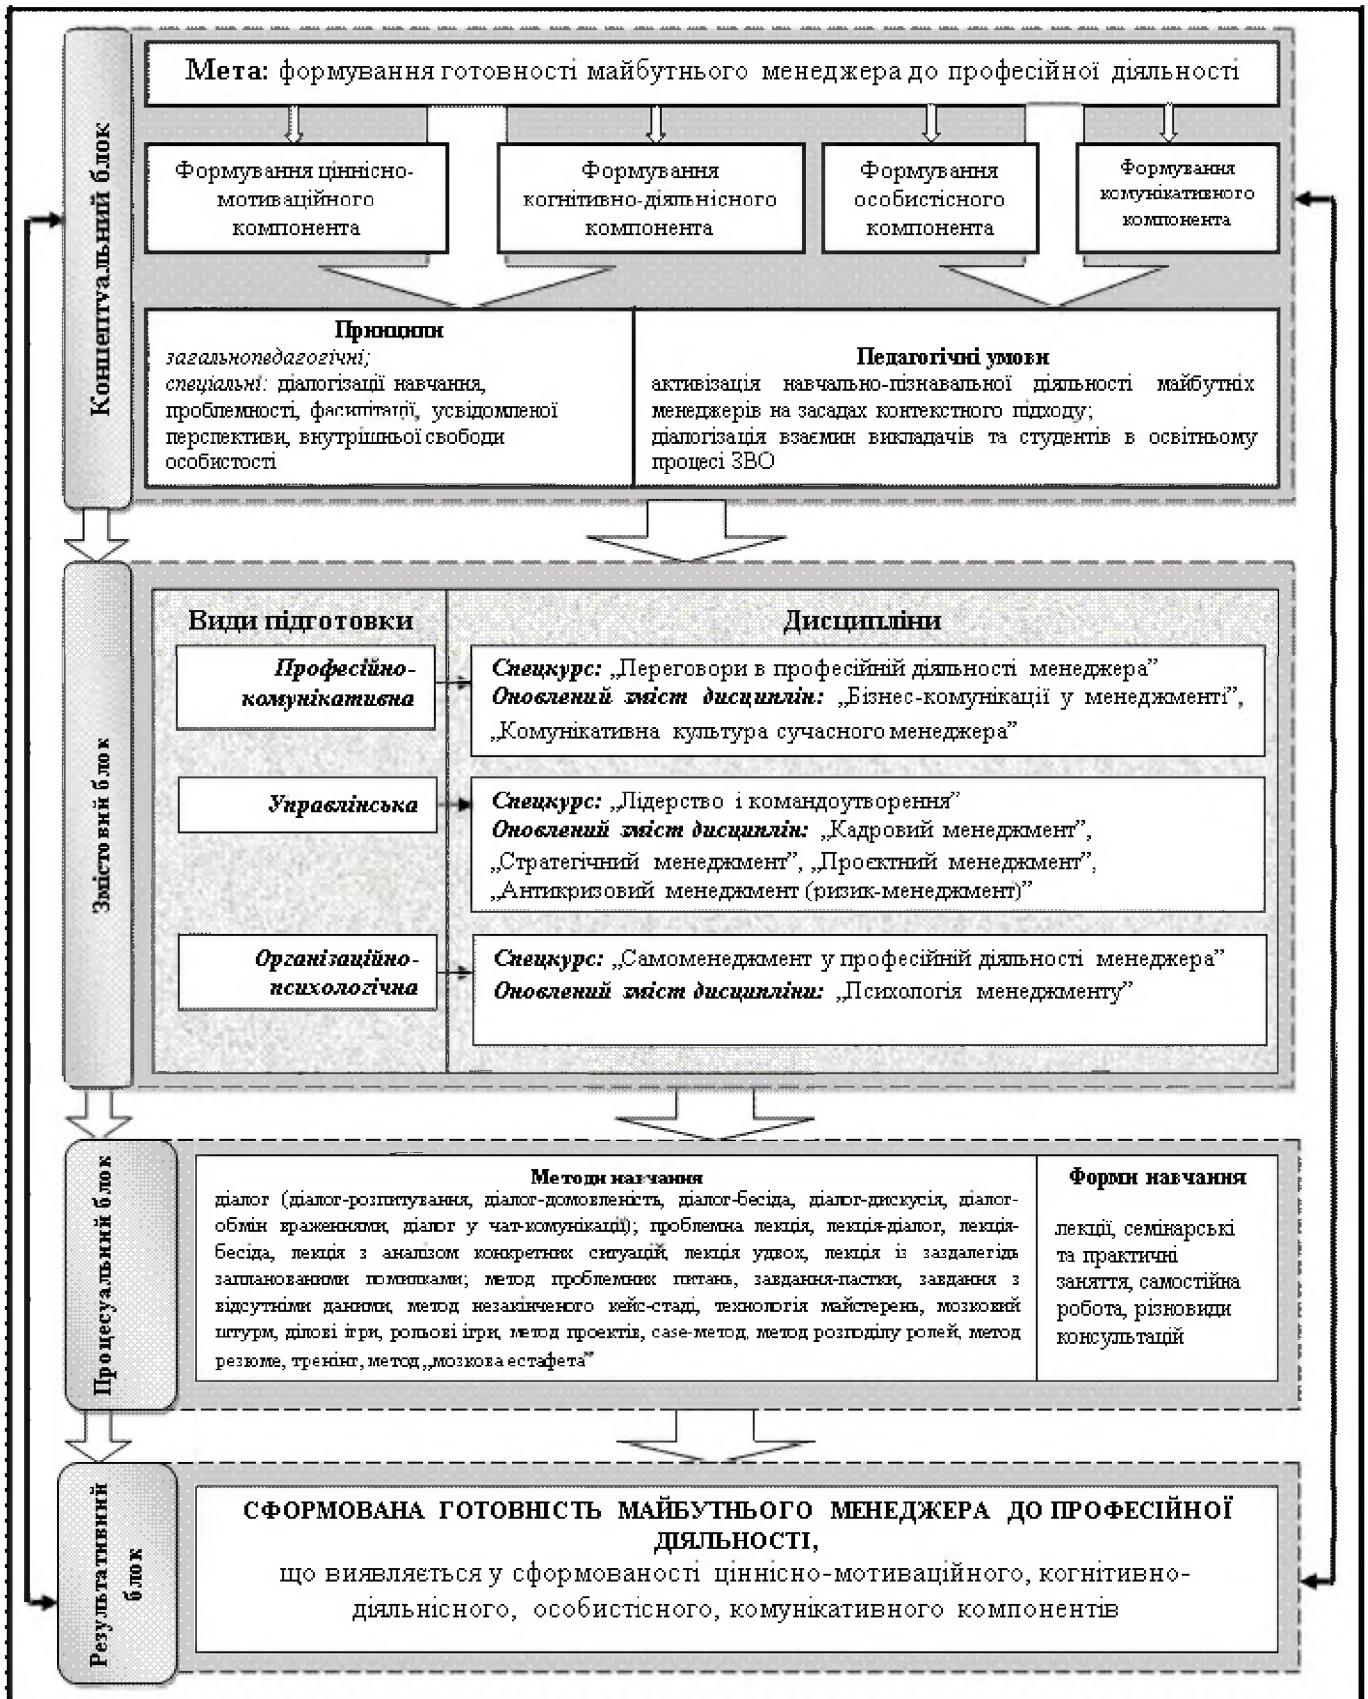 Концептуальний блок
Мета: формування готовності майбутнього менеджера до професійної діяльності
Формування ціннісно-
мотиваційного
компонента
Формування
когнітивно-діяльнісного
компонента
Формування
особистісного
компонента
Формування
комунікативного
компонента
Принципи
загальнопедагогічні;
спеціальні: діалогізації навчання,
проблемності, фасилітації, усвідомленої
перспективи, внутрішньої свободи
особистості
Педагогічні умови
активізація навчально-пізнавальної діяльності майбутніх
менеджерів на засадах контекстного підходу;
діалогізація взаємин викладачів та студентів в освітньому
процесі ЗВО
Змістовий блок
Види підготовки
Дисципліни
Професійно-
комунікативна
Спецкурс: „Переговори в професійній діяльності менеджера”
Оновлений зміст дисциплін: „Бізнес-комунікації у менеджменті”,
„Комунікативна культура сучасного менеджера”
Управлінська
Спецкурс: „Лідерство і командоутворення”
Оновлений зміст дисциплін: „Кадровий менеджмент”,
„Стратегічний менеджмент”, „Проєктний менеджмент”,
„Антикризовий менеджмент (ризик-менеджмент)”
Організаційно-
психологічна
Спецкурс: „Самоменеджмент у професійній діяльності менеджера”
Оновлений зміст дисципліни: „Психологія менеджменту”
Процесуальний блок
Методи навчання
діалог (діалог-розпитування, діалог-домовленість, діалог-бесіда, діалог-дискусія, діалог-
обмін враженнями, діалог у чат-комунікації); проблемна лекція, лекція-діалог, лекція-
бесіда, лекція з аналізом конкретних ситуацій, лекція удвох, лекція із заздалегідь
запланованими помилками; метод проблемних питань, завдання-пастки, завдання з
відсутніми даними, метод незакінченого кейс-стаді, технологія майстерень, мозковий
штурм, ділові ігри, рольові ігри, метод проектів, case-метод, метод розподілу ролей, метод
резюме, тренінг, метод „мозкова естафета”
Форми навчання
лекції, семінарські
та практичні
заняття, самостійна
робота, різновиди
консультацій
Результативний
блок
СФОРМОВАНА ГОТОВНІСТЬ МАЙБУТНЬОГО МЕНЕДЖЕРА ДО ПРОФЕСІЙНОЇ
ДІЯЛЬНОСТІ,
що виявляється у сформованості ціннісно-мотиваційного, когнітивно-
діяльнісного, особистісного, комунікативного компонентів